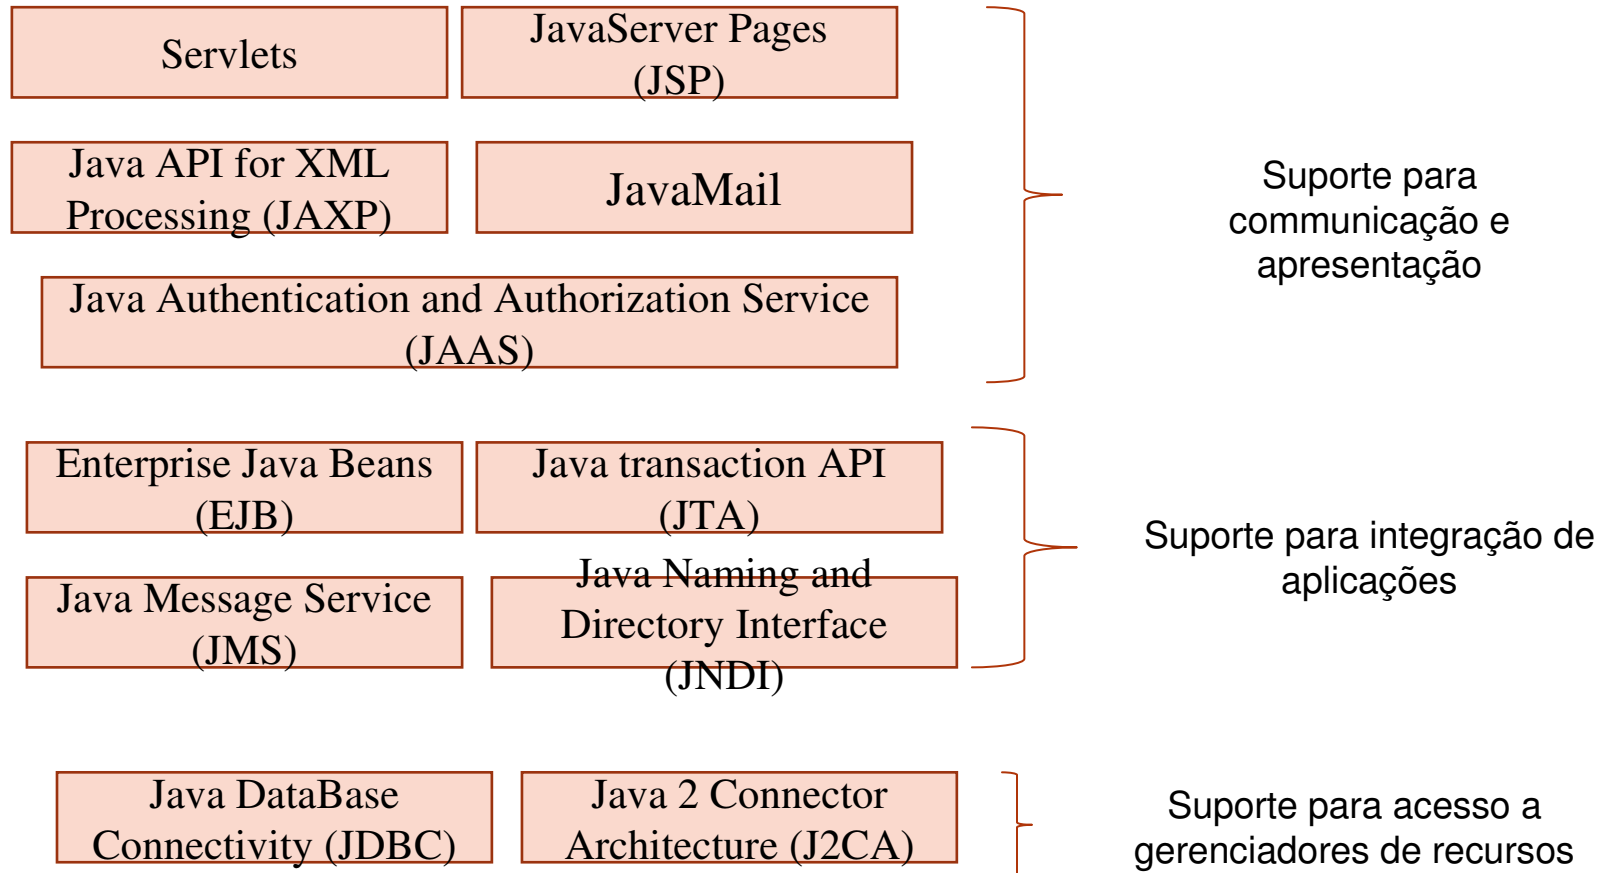 Servlets
JavaServer Pages
(JSP)
Java API for XML
Processing (JAXP)
JavaMail
Java Authentication and Authorization Service
(JAAS)
Suporte para
communicação e
apresentação
Enterprise Java Beans
(EJB)
Java transaction API
(JTA)
Java Message Service
(JMS)
Java Naming and
Directory Interface
(JNDI)
Suporte para integração de
aplicações
Java DataBase
Connectivity (JDBC)
Java 2 Connector
Architecture (J2CA)
Suporte para acesso a
gerenciadores de recursos